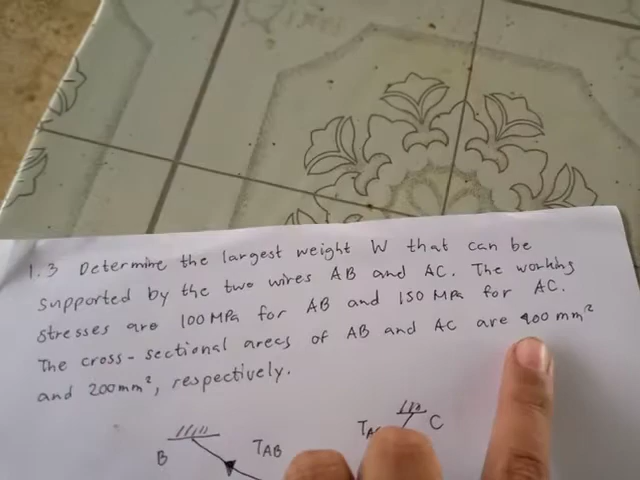 1.3 Determine the largest weight W that can be
supported by the two wires AB and AC. The working
stresses are 100 MPa for AB and 150 MPa for AC.
The cross-sectional areas of AB and AC are 400 mm²
and 200mm², respectively.
C
TAB
B